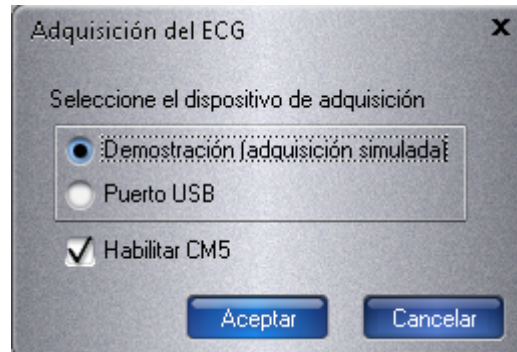 Adquisición del ECG
x
Seleccione el dispositivo de adquisición
Demostración (adquisición simulada)
Puerto USB
Habilitar CM5
Aceptar Cancelar